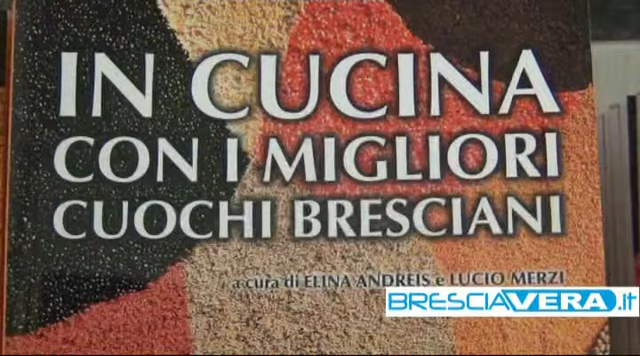 IN CUCINA
CON I MIGLIORI
CUOCHI BRESCIANI
a cura di ELINA ANDREIS e LUCIO MERZI
BRESCIAVERA.it